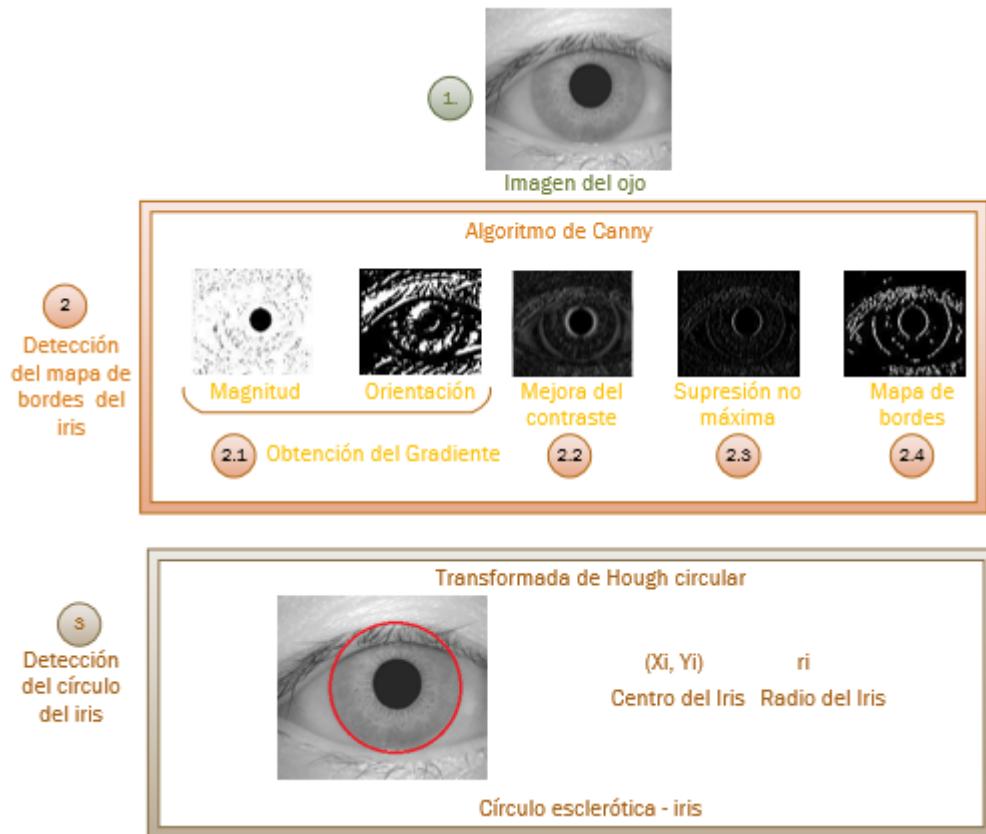 1.
Imagen del ojo
Algoritmo de Canny
2
Detección
del mapa de
bordes del
iris
Magnitud
Orientación
Mejora del
contraste
Supresión no
máxima
Mapa de
bordes
2.1
Obtención del Gradiente
2.2
2.3
2.4
Transformada de Hough circular
3
Detección
del círculo
del iris
(Xi, Yi)
ri
Centro del Iris
Radio del Iris
Círculo esclerótica - iris